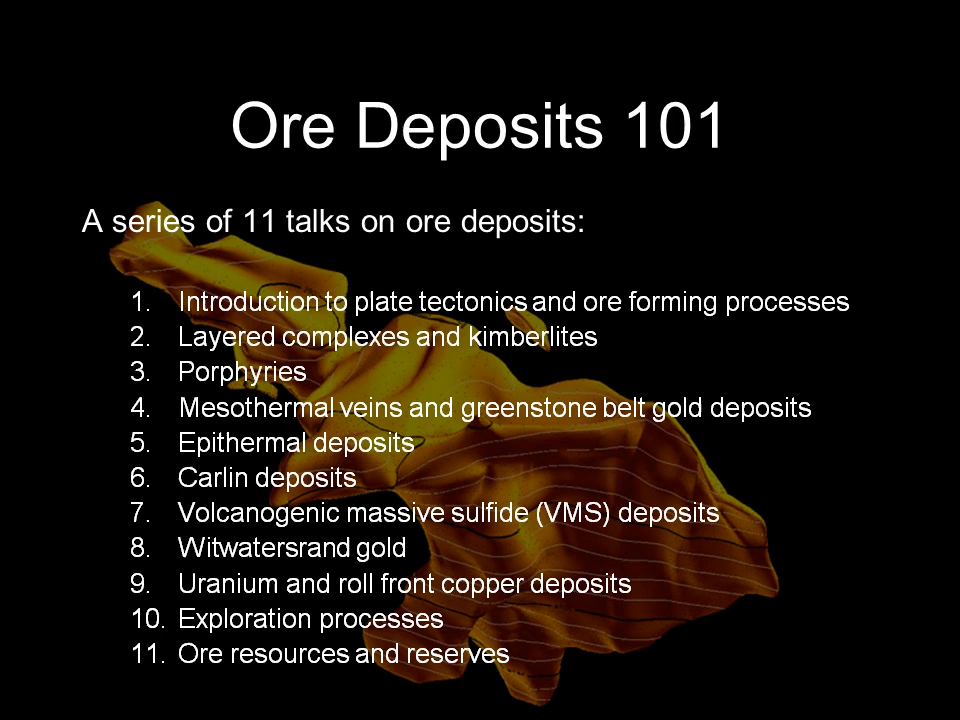 Ore Deposits 101
A series of 11 talks on ore deposits:
1. Introduction to plate tectonics and ore forming processes
2. Layered complexes and kimberlites
3. Porphyries
4. Mesothermal veins and greenstone belt gold deposits
5. Epithermal deposits
6. Carlin deposits
7. Volcanogenic massive sulfide (VMS) deposits
8. Witwatersrand gold
9. Uranium and roll front copper deposits
10. Exploration processes
11. Ore resources and reserves